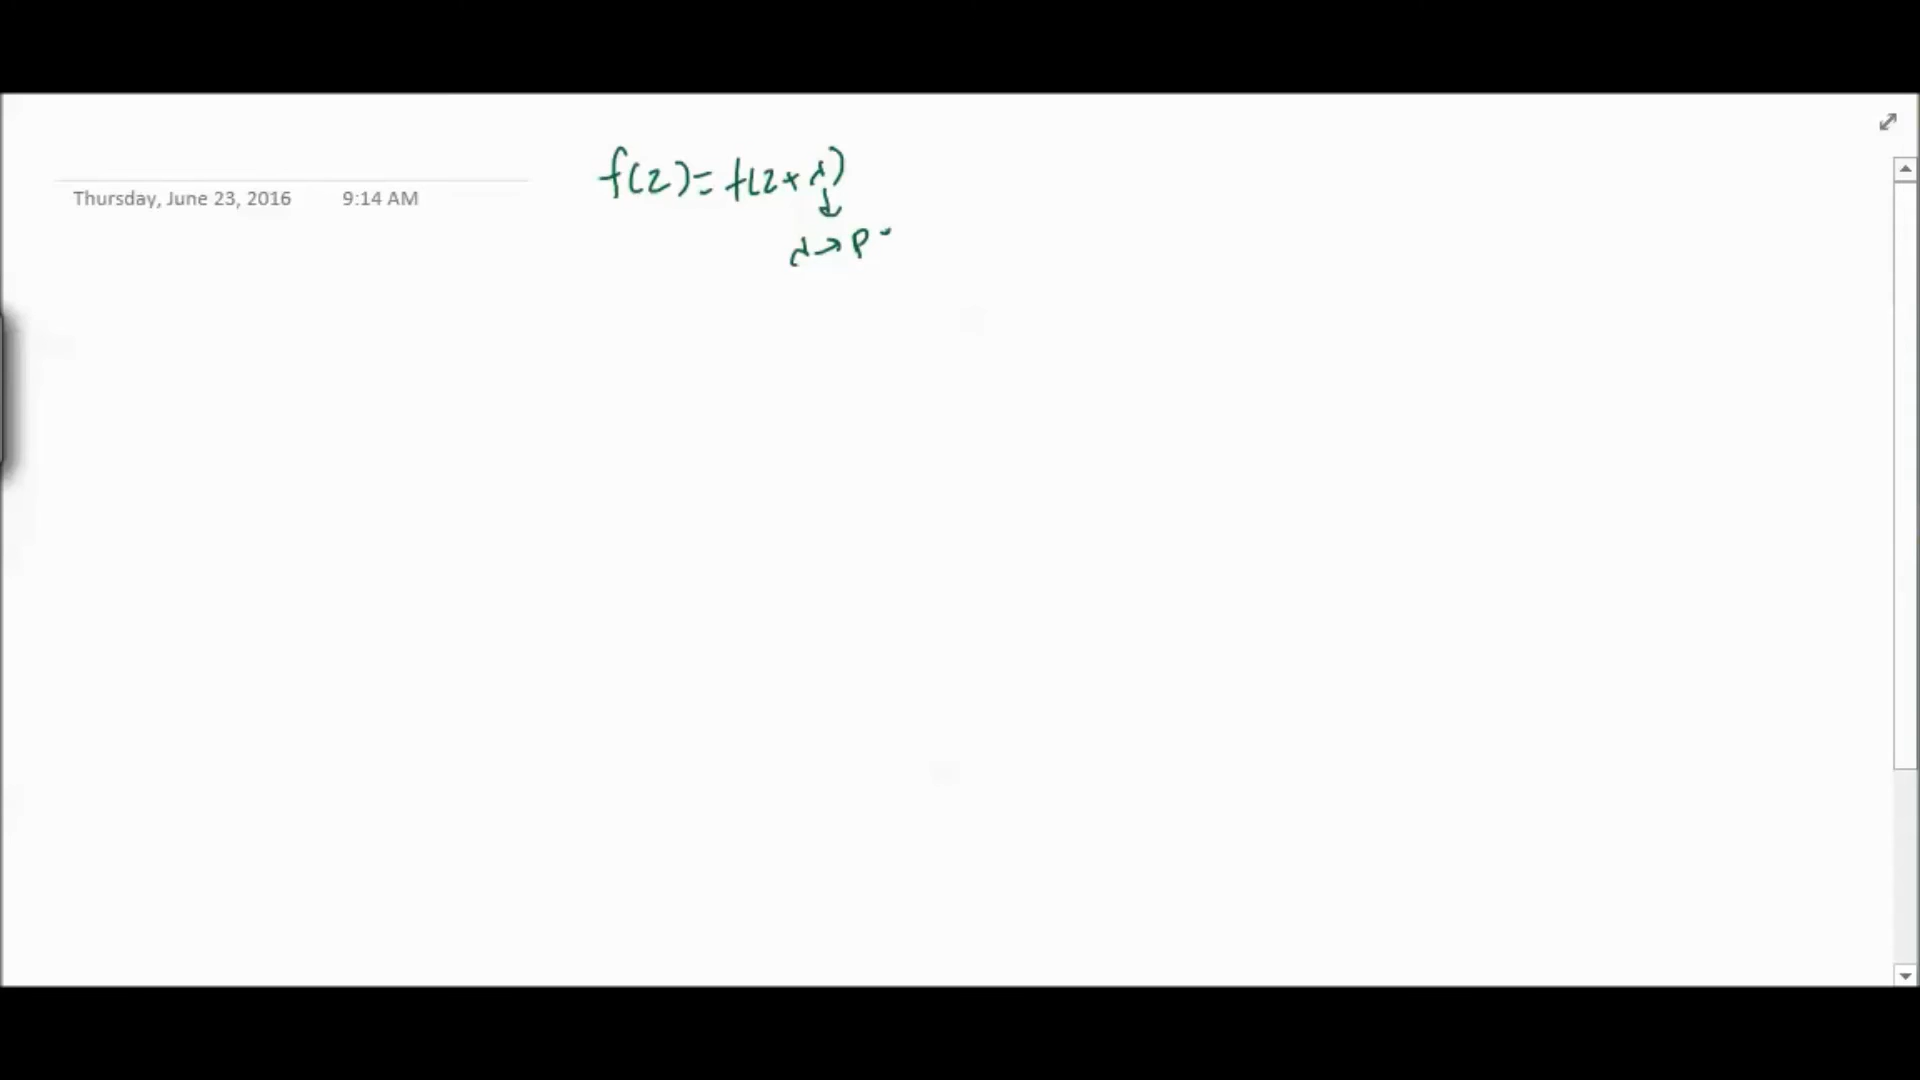 f(z)= f(z+ λ)
↓
Thursday, June 23, 2016 9:14 AM
λ→ P